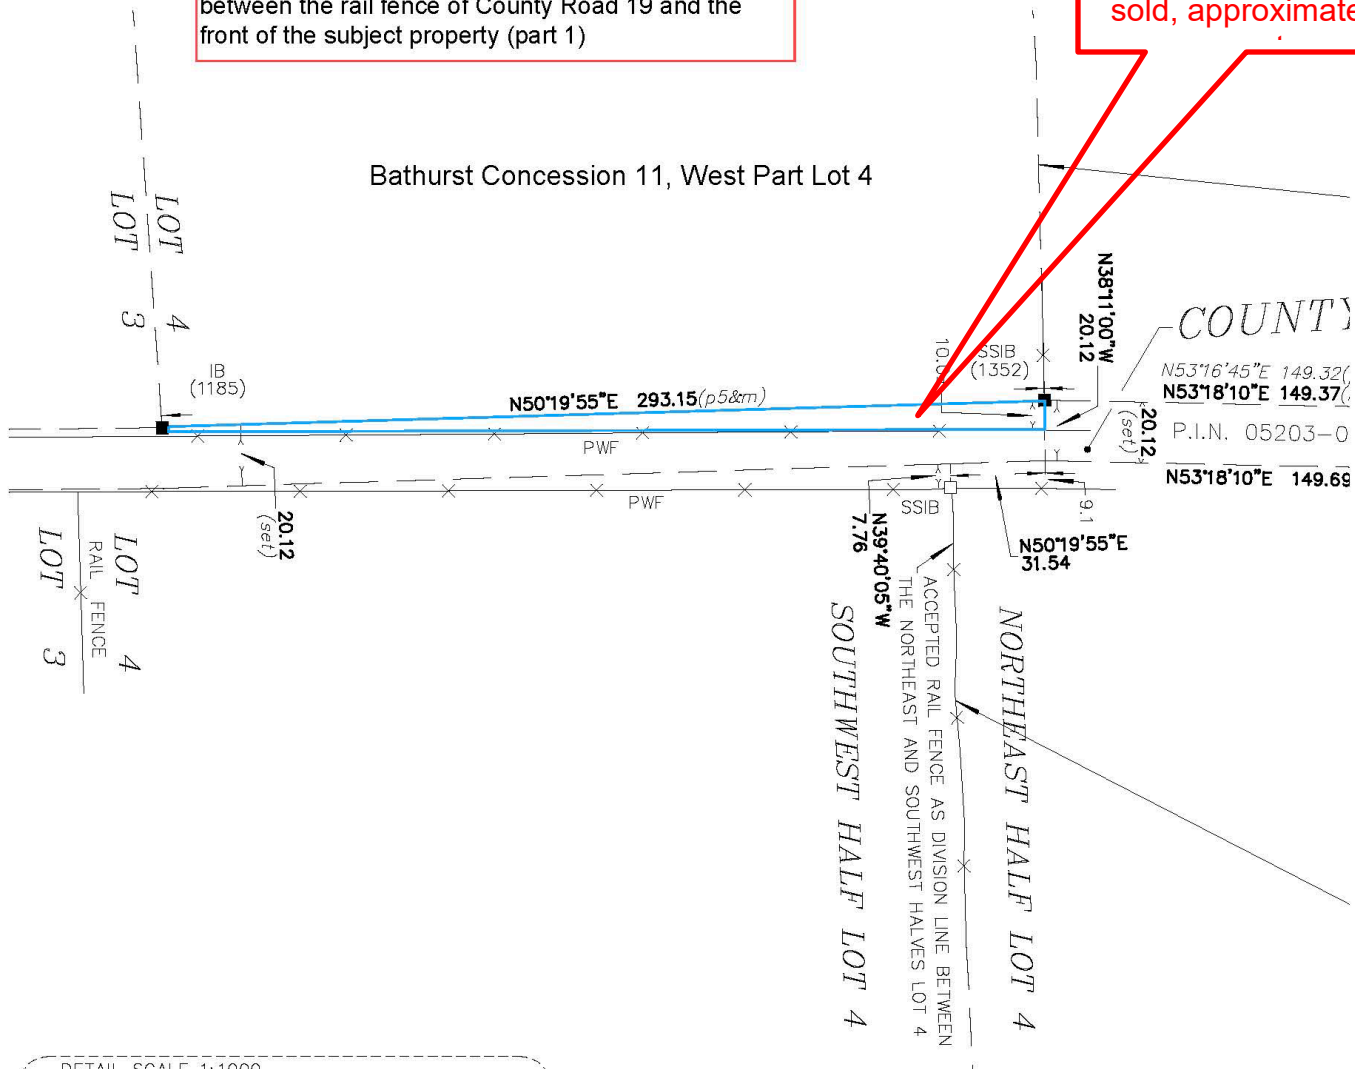 between the rail fence of County Road 19 and the
front of the subject property (part 1)
sold, approximate
Bathurst Concession 11, West Part Lot 4
LOT 4
LOT 3
IB
(1185)
N50°19'55"E 293.15(p5&m)
SSIB
(1352)
N38°11'00"W
20.12
COUNTY
N53°16'45"E 149.32(
N53°18'10"E 149.37(
20.12
(set)
P.I.N. 05203-0
N53°18'10"E 149.69
PWF
PWF
20.12
(set)
SSIB
N39°40'05"W
7.76
9.1
N50°19'55"E
31.54
LOT 4
RAIL FENCE
LOT 3
ACCEPTED RAIL FENCE AS DIVISION LINE BETWEEN
THE NORTHEAST AND SOUTHWEST HALVES LOT 4
SOUTHWEST HALF LOT 4
NORTHEAST HALF LOT 4
DETAIL SCALE 1:1000